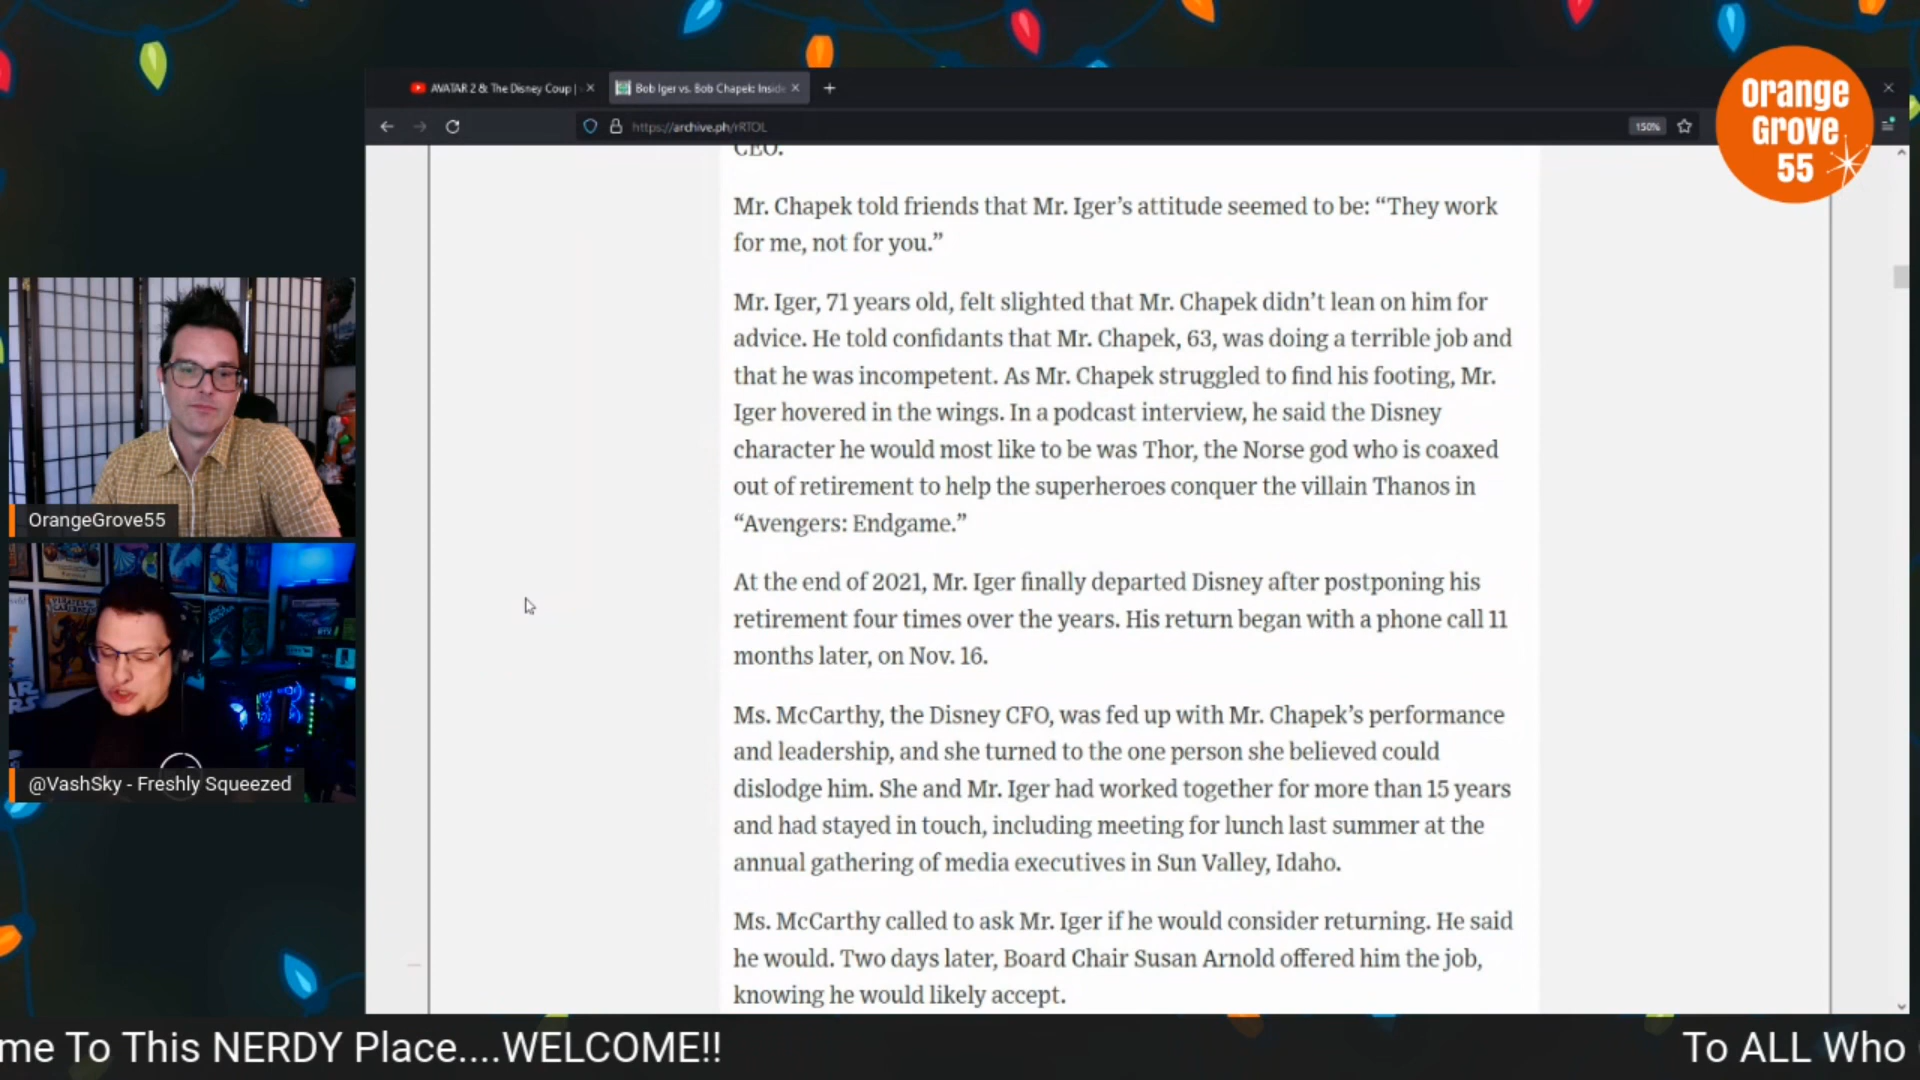 AVATAR 2 & The Disney Coup |
Bob Iger vs. Bob Chapek: Inside
https://archive.ph/rRTOL
150%
Orange
Grove
55
CEO.
Mr. Chapek told friends that Mr. Iger’s attitude seemed to be: “They work
for me, not for you.”
Mr. Iger, 71 years old, felt slighted that Mr. Chapek didn’t lean on him for
advice. He told confidants that Mr. Chapek, 63, was doing a terrible job and
that he was incompetent. As Mr. Chapek struggled to find his footing, Mr.
Iger hovered in the wings. In a podcast interview, he said the Disney
character he would most like to be was Thor, the Norse god who is coaxed
out of retirement to help the superheroes conquer the villain Thanos in
“Avengers: Endgame.”
At the end of 2021, Mr. Iger finally departed Disney after postponing his
retirement four times over the years. His return began with a phone call 11
months later, on Nov. 16.
Ms. McCarthy, the Disney CFO, was fed up with Mr. Chapek’s performance
and leadership, and she turned to the one person she believed could
dislodge him. She and Mr. Iger had worked together for more than 15 years
and had stayed in touch, including meeting for lunch last summer at the
annual gathering of media executives in Sun Valley, Idaho.
Ms. McCarthy called to ask Mr. Iger if he would consider returning. He said
he would. Two days later, Board Chair Susan Arnold offered him the job,
knowing he would likely accept.
OrangeGrove55
@VashSky - Freshly Squeezed
me To This NERDY Place....WELCOME!! To ALL Who